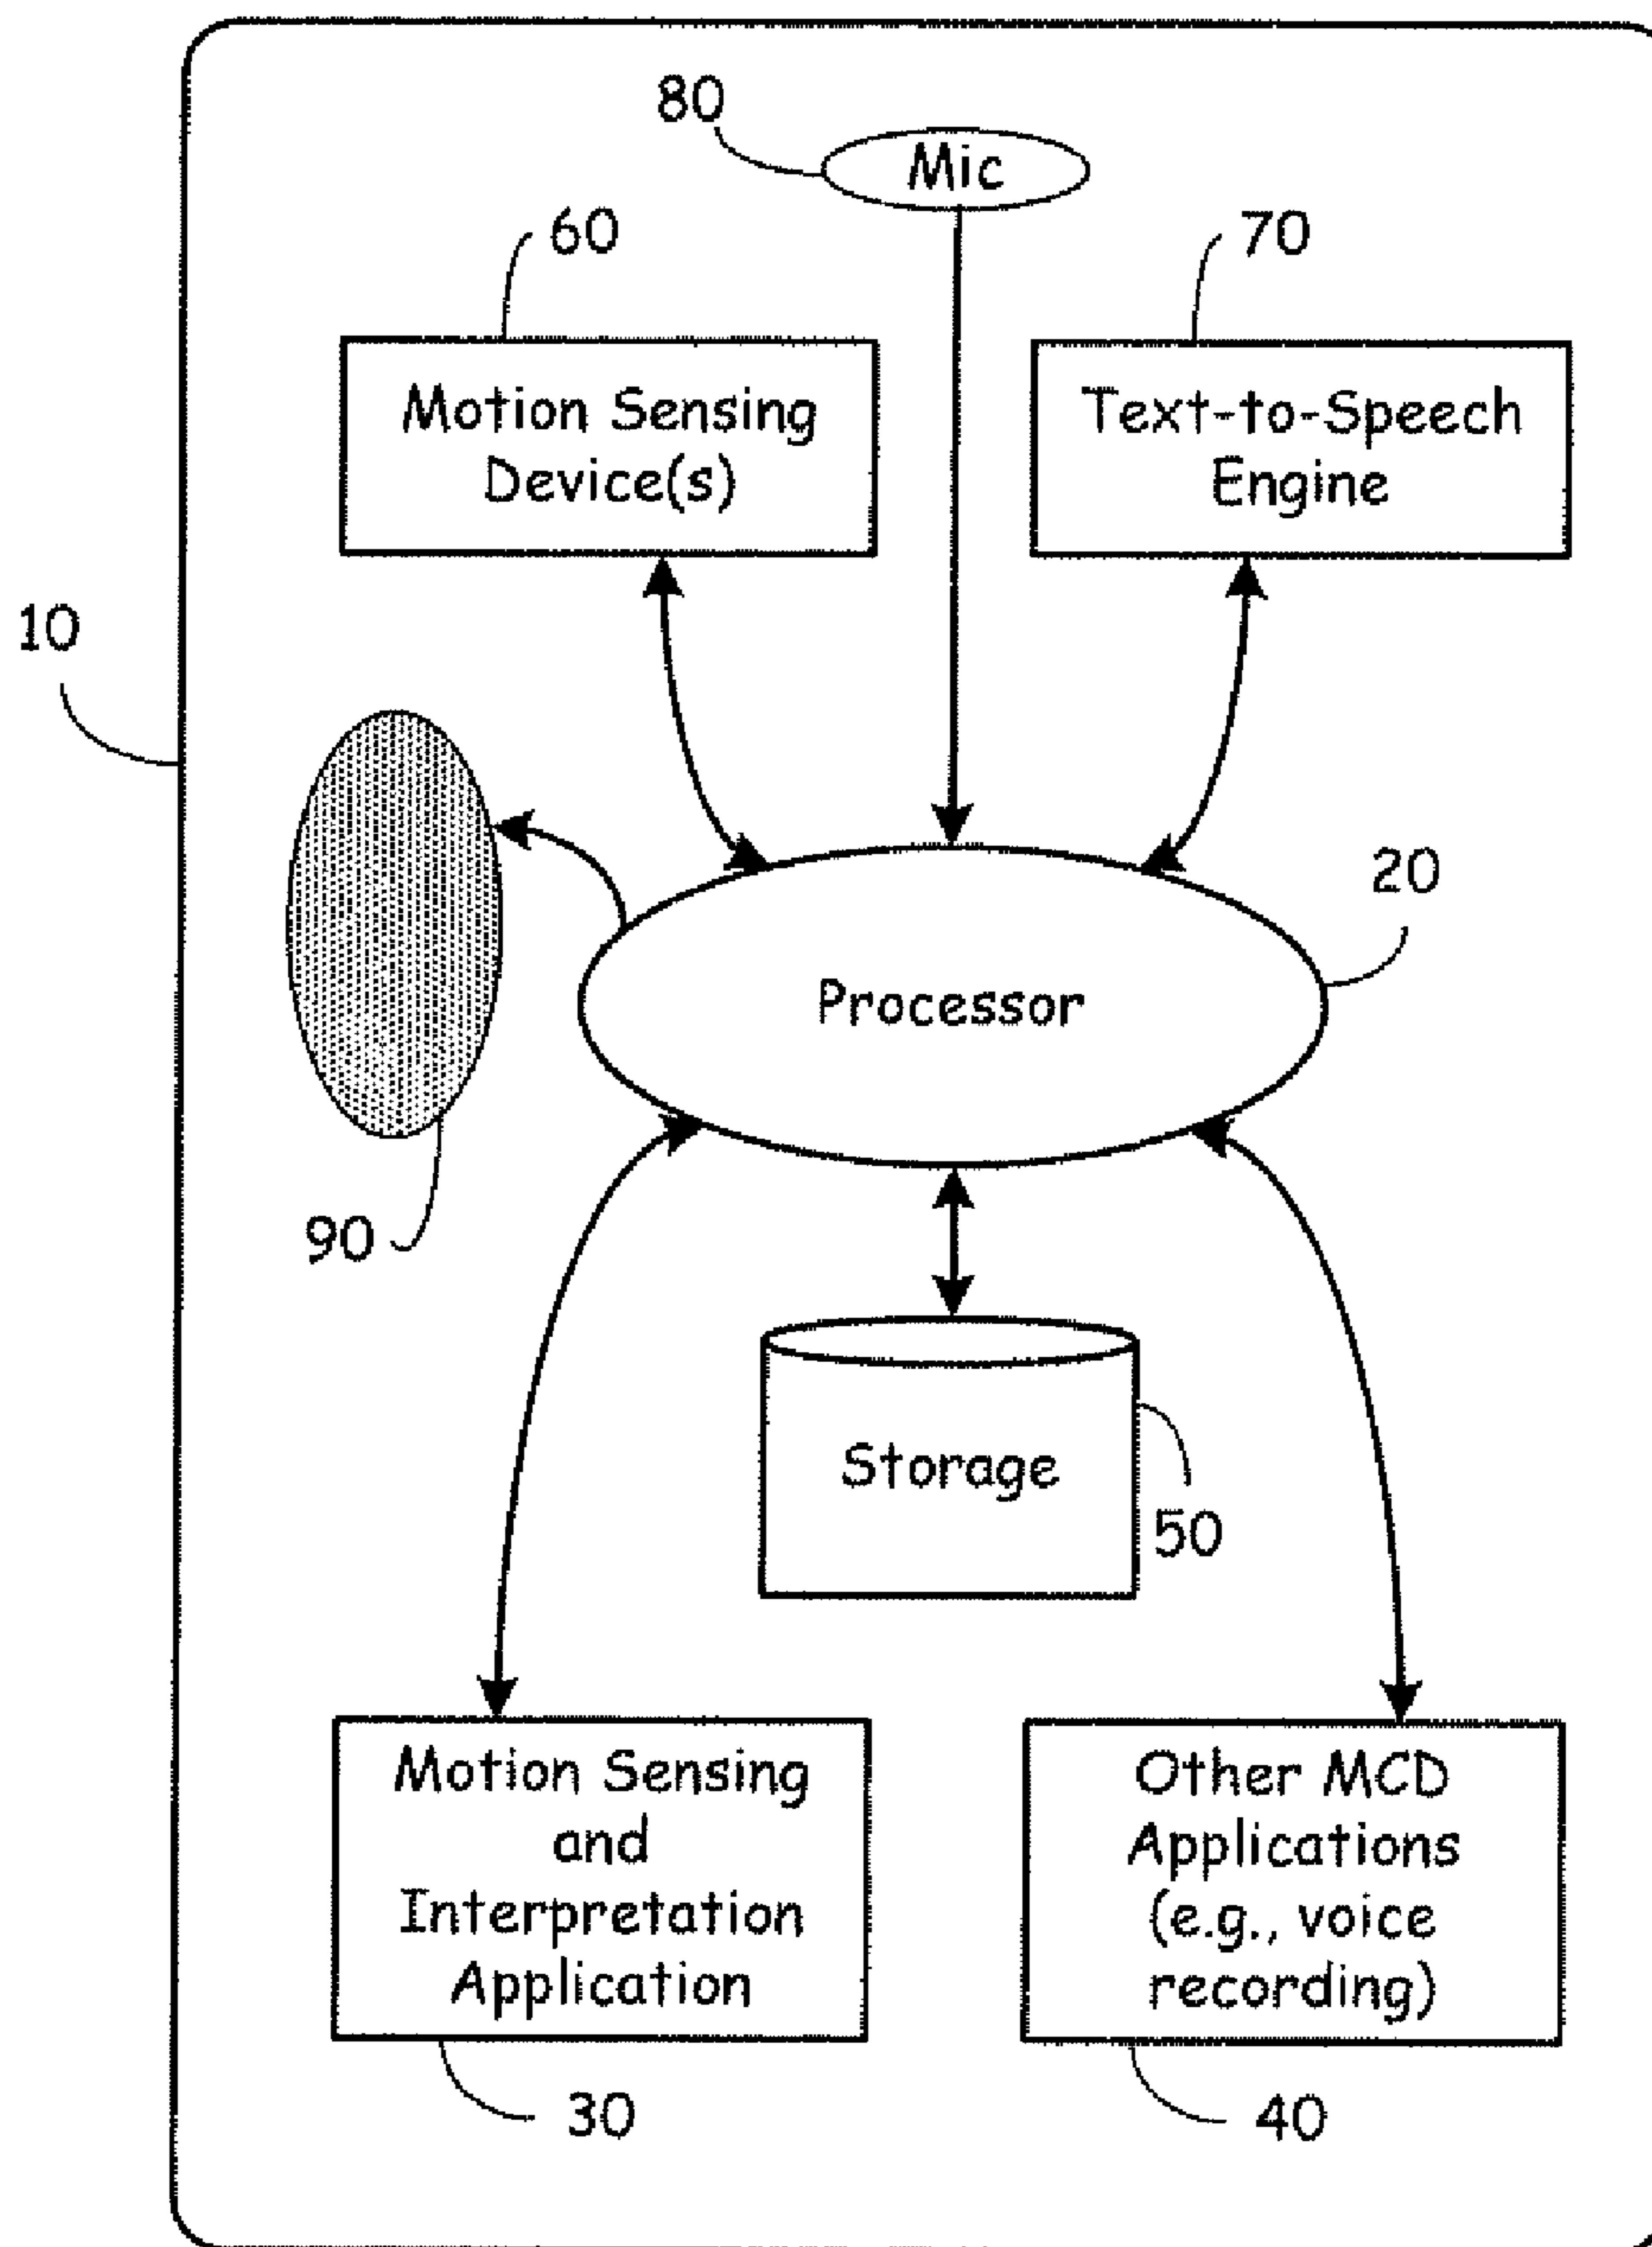 80
Mic
60
70
Motion Sensing
Device(s)
Text-to-Speech
Engine
10
20
Processor
90
Storage
50
Motion Sensing
and
Interpretation
Application
Other MCD
Applications
(e.g., voice
recording)
30
40